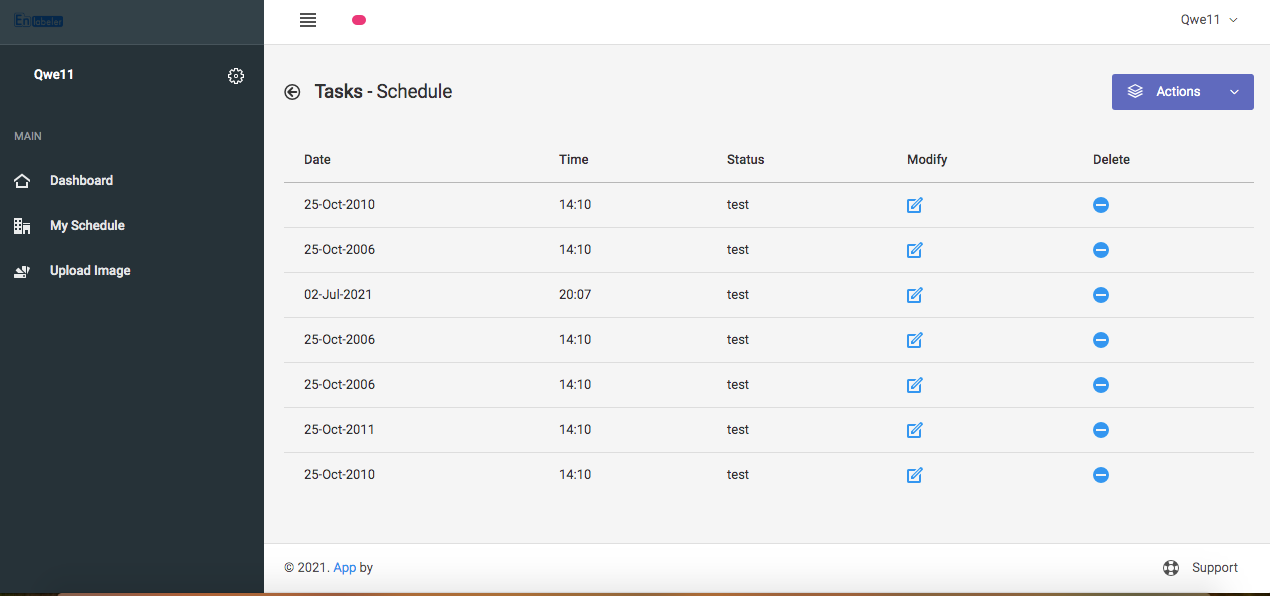 En labeler
Qwe11
Qwe11
MAIN
Dashboard
My Schedule
Upload Image
Tasks - Schedule
Actions
Date Time Status Modify Delete
25-Oct-2010 14:10 test
25-Oct-2006 14:10 test
02-Jul-2021 20:07 test
25-Oct-2006 14:10 test
25-Oct-2006 14:10 test
25-Oct-2011 14:10 test
25-Oct-2010 14:10 test
© 2021. App by
Support